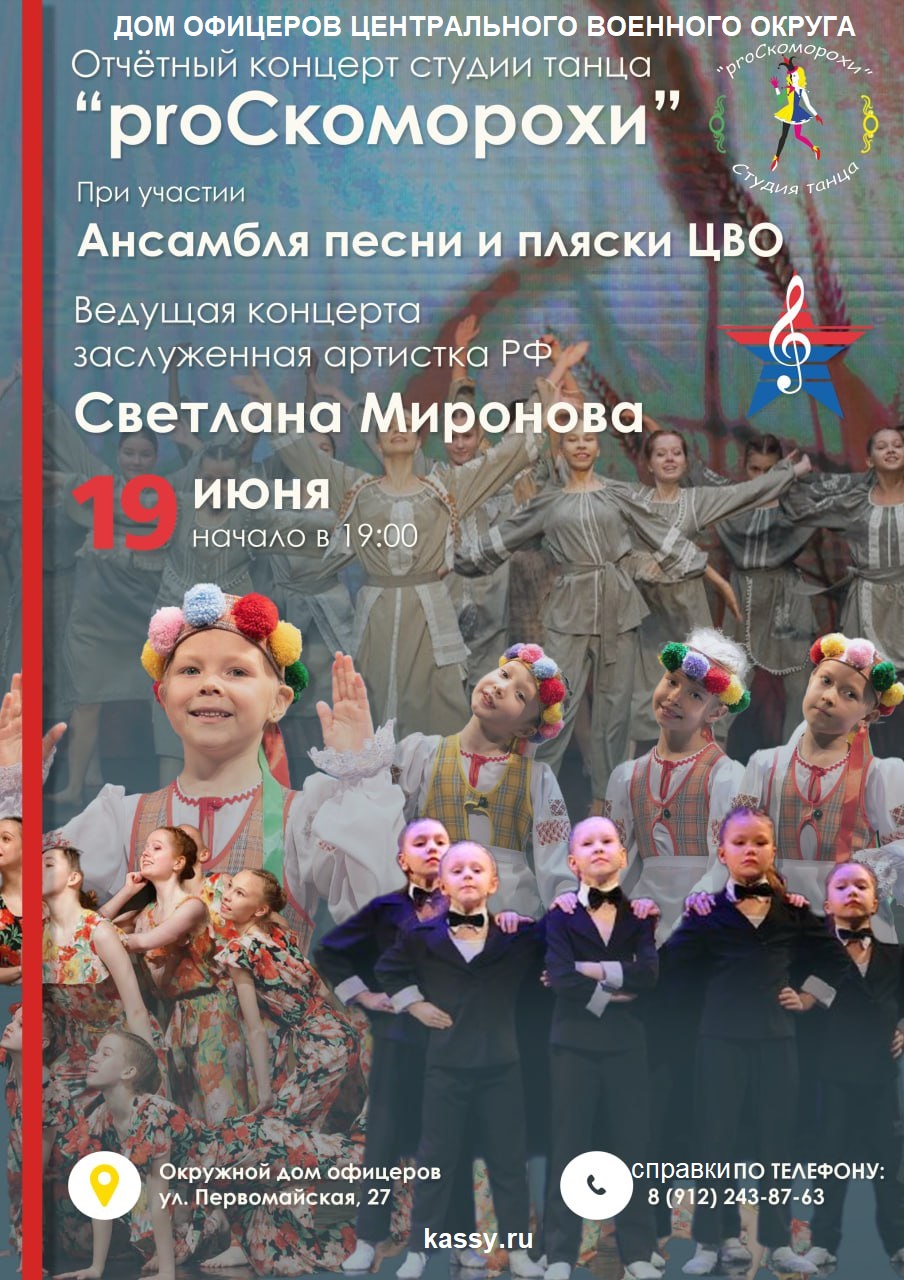 ДОМ ОФИЦЕРОВ ЦЕНТРАЛЬНОГО ВОЕННОГО ОКРУГА
Отчётный концерт студии танца
“proСкоморохи”
"proСкоморохи"
Студия танца
При участии
Ансамбля песни и пляски ЦВО
Ведущая концерта
заслуженная артистка РФ
Светлана Миронова
19 июня
начало в 19:00
Окружной дом офицеров
ул. Первомайская, 27
справки ПО ТЕЛЕФОНУ:
8 (912) 243-87-63
kassy.ru